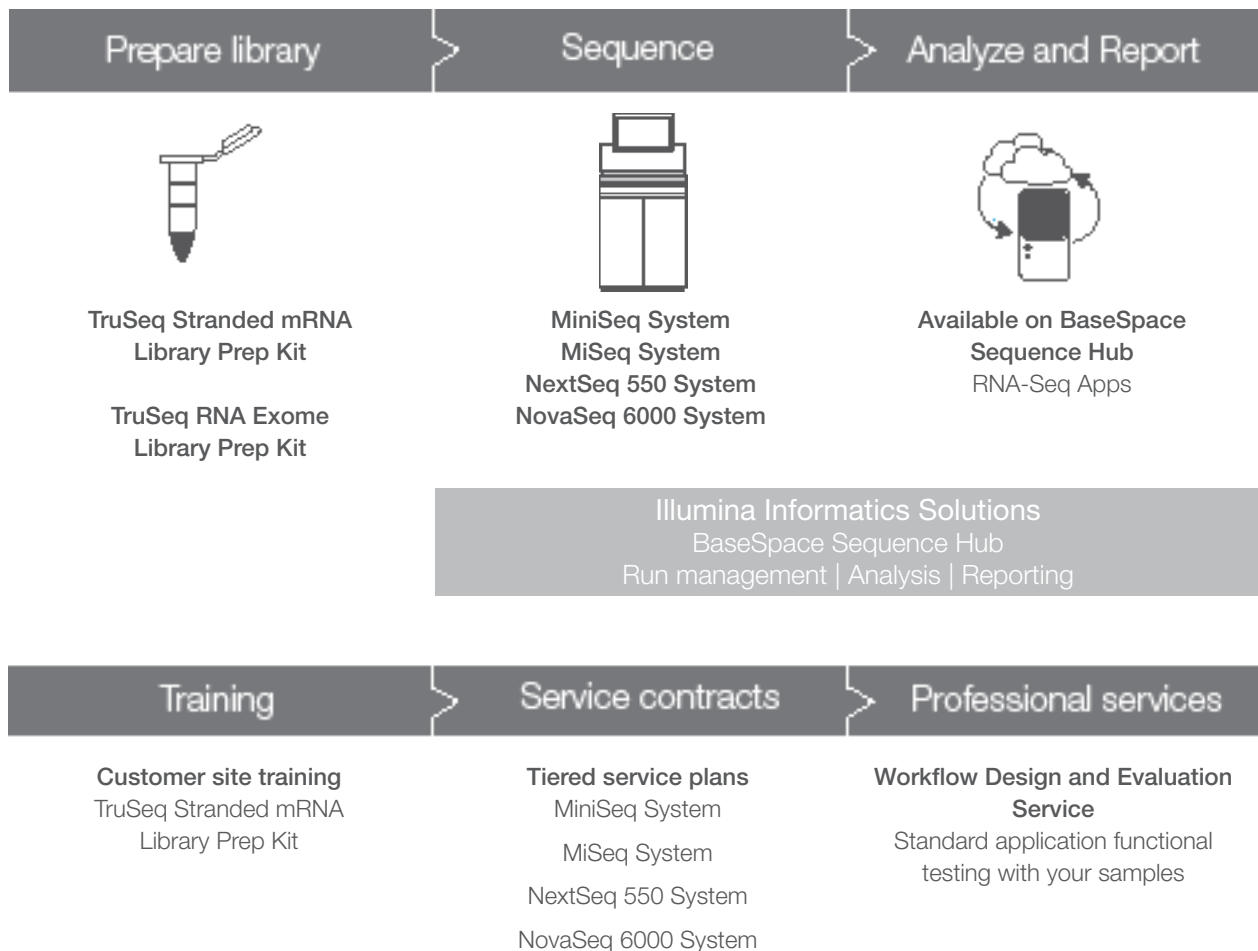 Prepare library
Sequence
Analyze and Report
TruSeq Stranded mRNA
Library Prep Kit
TruSeq RNA Exome
Library Prep Kit
MiniSeq System
MiSeq System
NextSeq 550 System
NovaSeq 6000 System
Available on BaseSpace
Sequence Hub
RNA-Seq Apps
Illumina Informatics Solutions
BaseSpace Sequence Hub
Run management | Analysis | Reporting
Training
Service contracts
Professional services
Customer site training
TruSeq Stranded mRNA
Library Prep Kit
Tiered service plans
MiniSeq System
MiSeq System
NextSeq 550 System
NovaSeq 6000 System
Workflow Design and Evaluation
Service
Standard application functional
testing with your samples